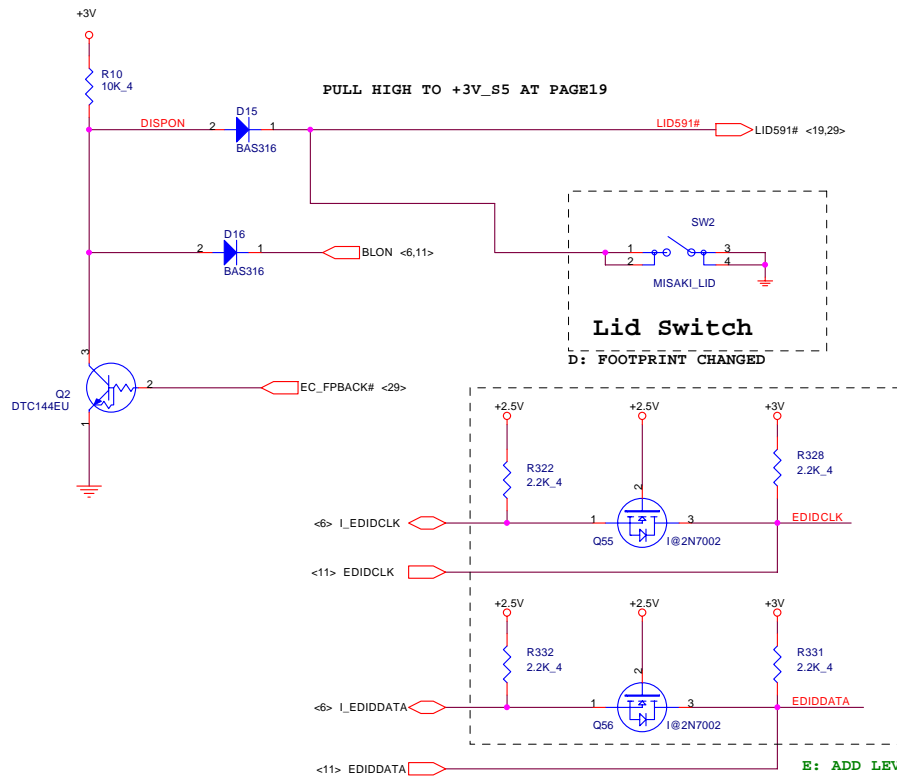 +3V
R10
10K_4
PULL HIGH TO +3V_S5 AT PAGE19
DISPON
2
D15
1
BAS316
LID591#
LID591# <19,29>
D16
2
1
BAS316
BLON <6,11>
SW2
1
2
3
4
MISAKI_LID
Lid Switch
D: FOOTPRINT CHANGED
3
Q2
DTC144EU
2
1
EC_FPBACK# <29>
+2.5V
+2.5V
+3V
R322
2.2K_4
R328
2.2K_4
2
<6> I_EDIDCLK
1
3
EDIDCLK
Q55
I@2N7002
<11> EDIDCLK
+2.5V
+2.5V
+3V
R332
2.2K_4
R331
2.2K_4
2
<6> I_EDIDDATA
1
3
EDIDDATA
Q56
I@2N7002
<11> EDIDDATA
E: ADD LEV